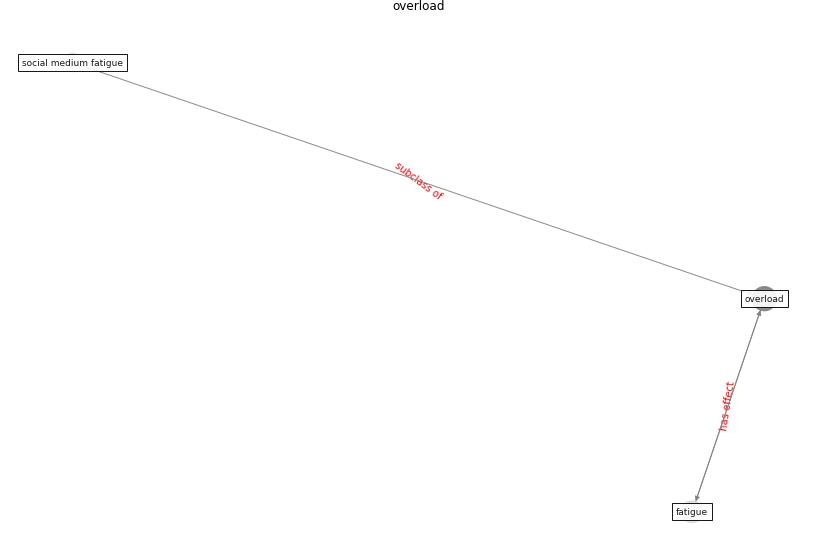 overload
social medium fatigue
subclass of
overload
has effect
fatigue